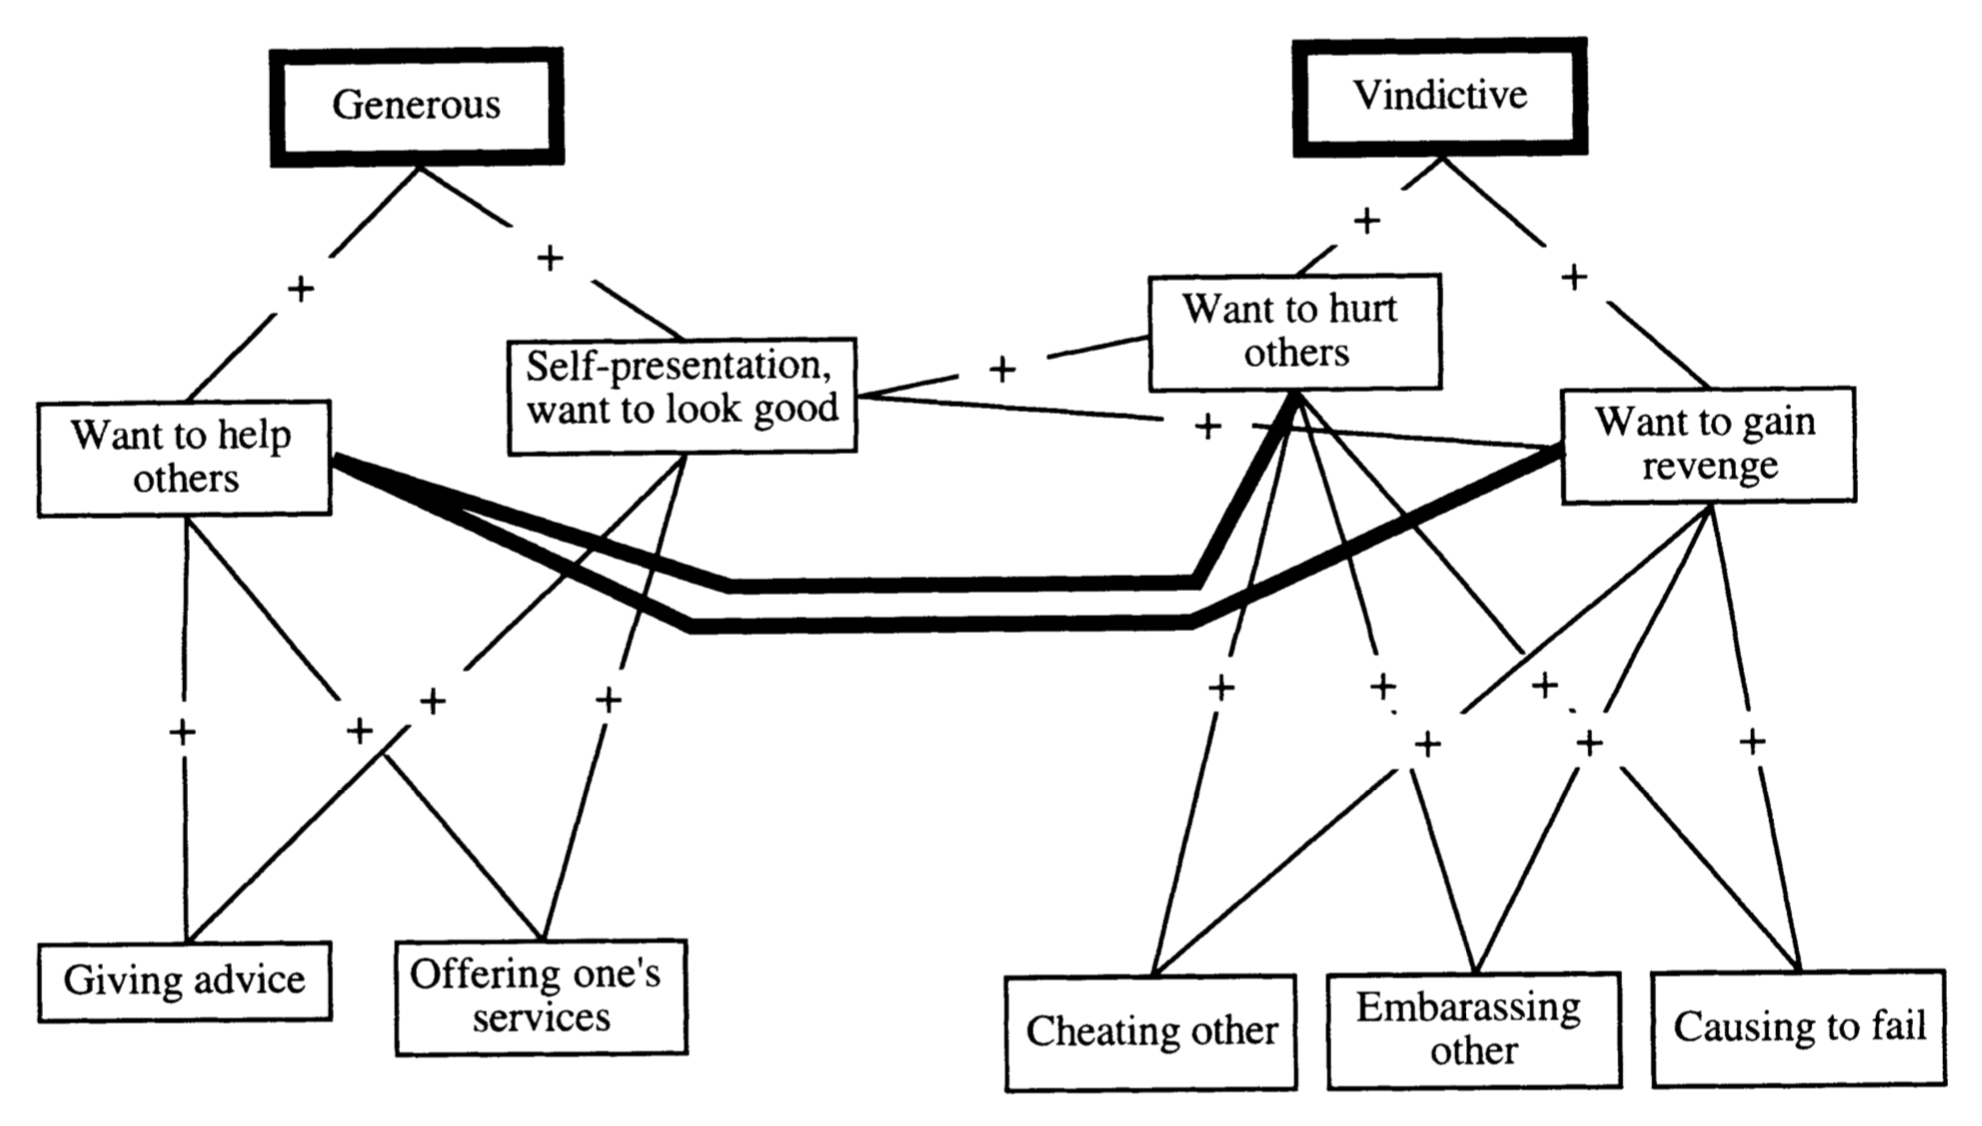 Generous
Vindictive
+
+
+
+
Want to hurt
others
Self-presentation,
want to look good
+
+
Want to help
others
Want to gain
revenge
+
+
+
+
+
+
+
+
+
+
Giving advice
Offering one's
services
Cheating other
Embarassing
other
Causing to fail